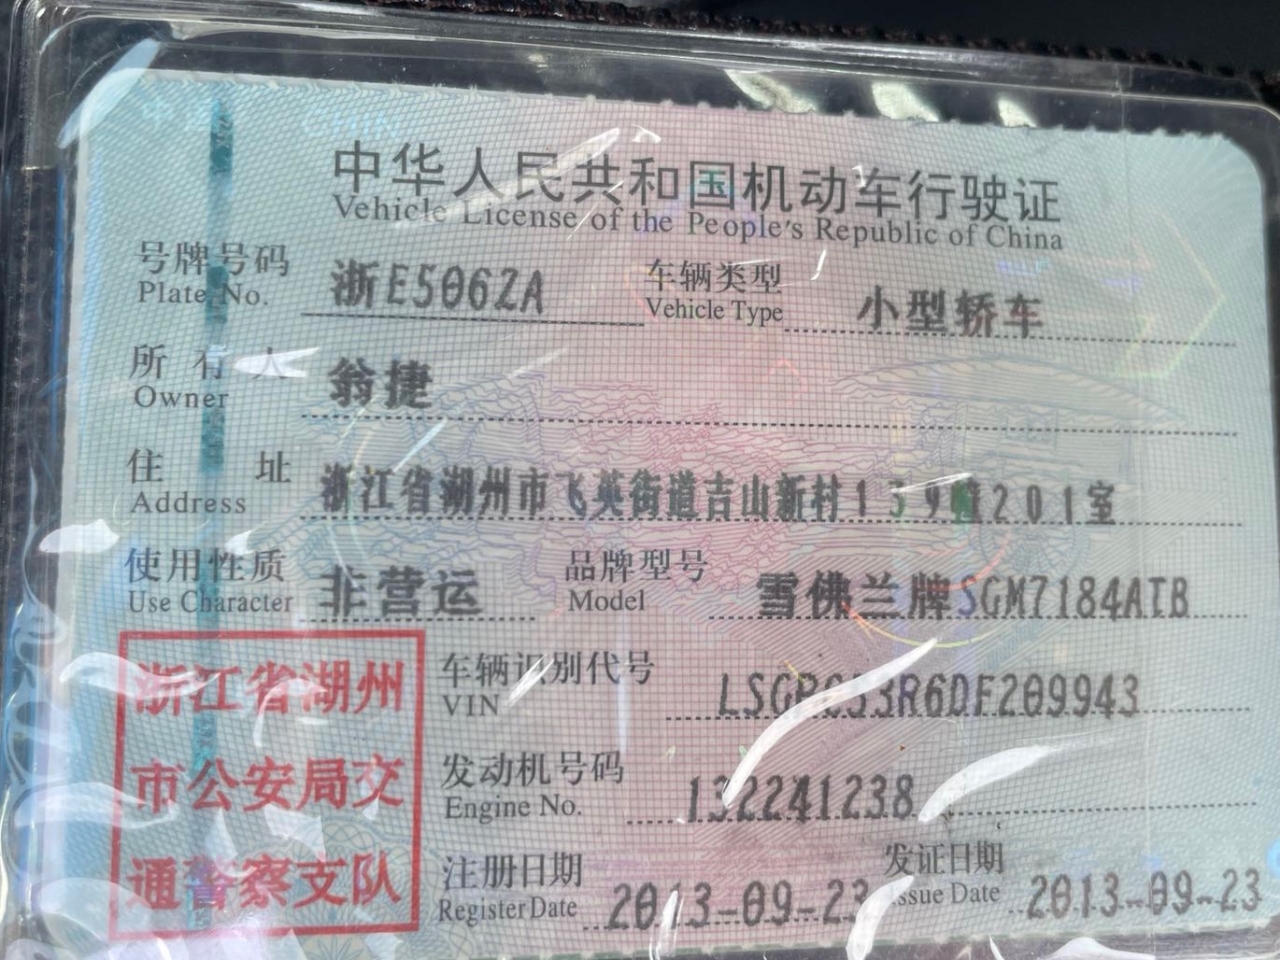 中华人民共和国机动车行驶证
Vehicle License of the People's Republic of China
号牌号码 浙E5062A 车辆类型 小型轿车
Plate No. Vehicle Type
所有人 翁捷
Owner
住址 浙江省湖州市飞英街道吉山新村139幢201室
Address
使用性质 非营运 品牌型号 雪佛兰牌SGM7184ATB
Use Character Model
浙江省湖州
市公安局交
通警察支队
车辆识别代号
VIN
发动机号码 132241238
Engine No.
注册日期 2013-09-23 发证日期 2013-09-23
Register Date Issue Date